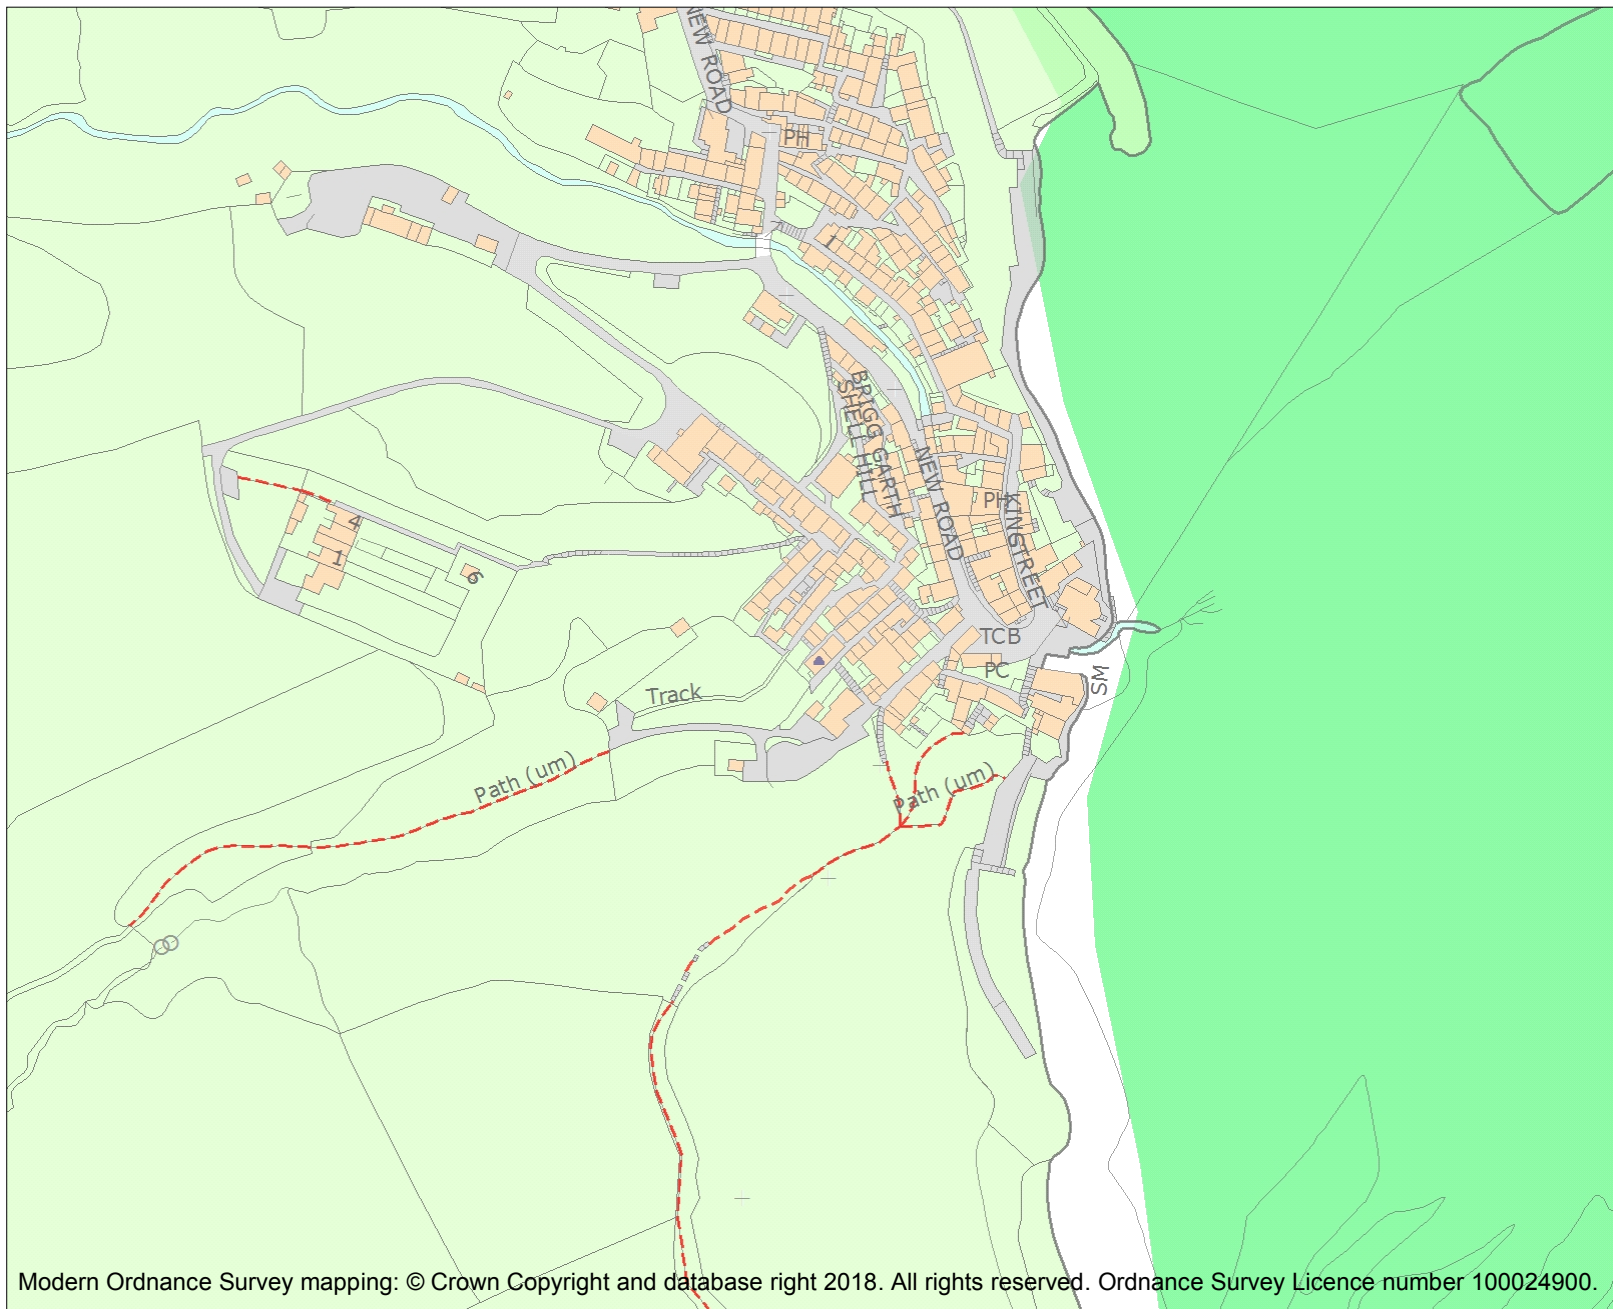 NEW ROAD
PH
1
BRIGG GARTH
SHELL HILL
NEW ROAD
PH
KINGSTREET
4
1
6
TCB
PC
SM
Track
Path (um)
Path (um)
Modern Ordnance Survey mapping: © Crown Copyright and database right 2018. All rights reserved. Ordnance Survey Licence number 100024900.